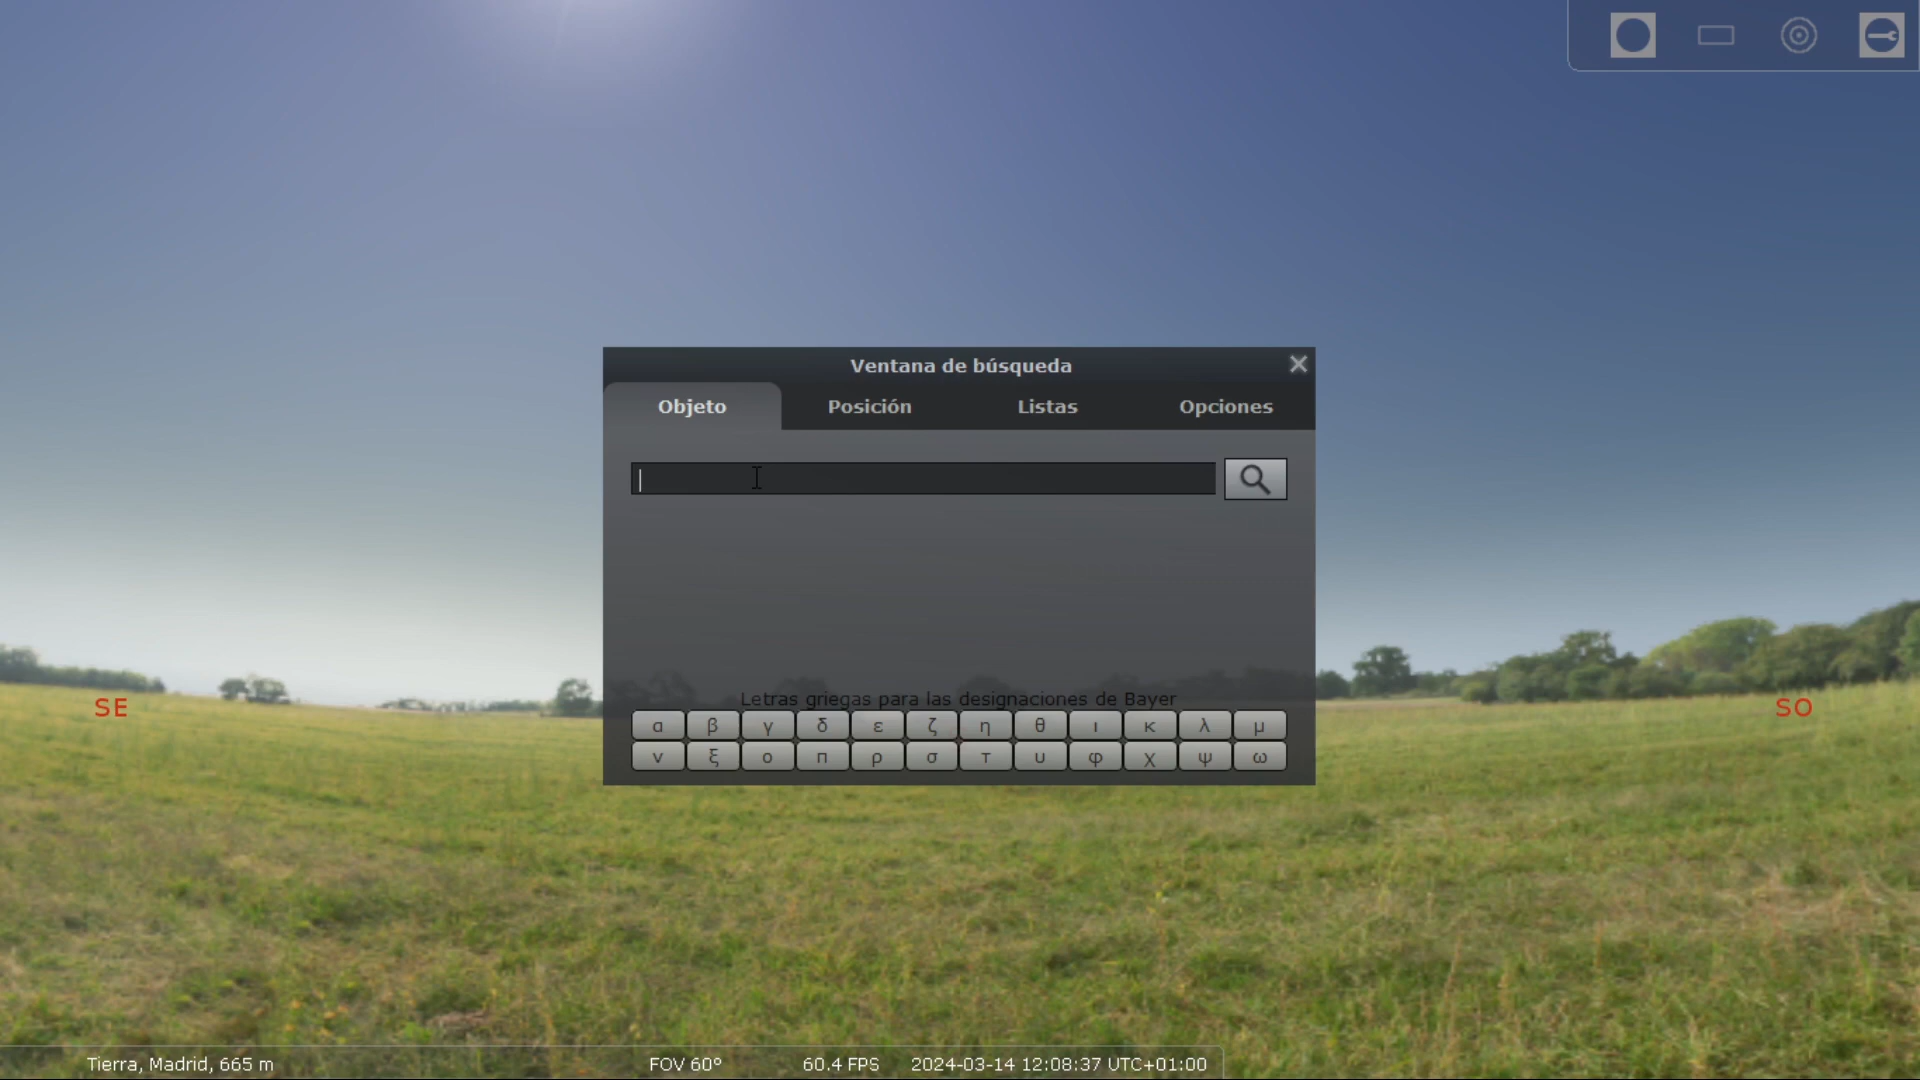 Ventana de búsqueda
Objeto Posición Listas Opciones
SE
SO
Letras griegas para las designaciones de Bayer
α β γ δ ε ζ η θ ι κ λ μ
ν ξ ο π ρ σ τ υ φ χ ψ ω
Tierra, Madrid, 665 m FOV 60° 60.4 FPS 2024-03-14 12:08:37 UTC+01:00